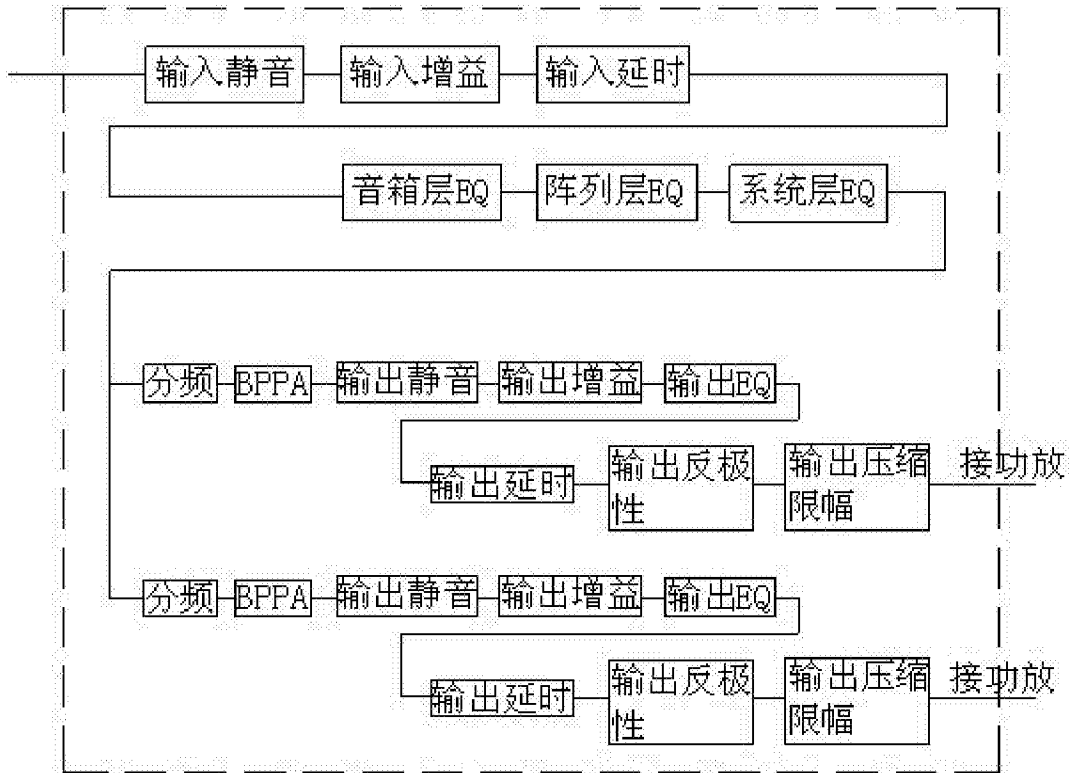 输入静音 输入增益 输入延时
音箱层EQ 阵列层EQ 系统层EQ
分频 BPPA 输出静音 输出增益 输出EQ
输出延时 输出反极性 输出压缩限幅 接功放
分频 BPPA 输出静音 输出增益 输出EQ
输出延时 输出反极性 输出压缩限幅 接功放